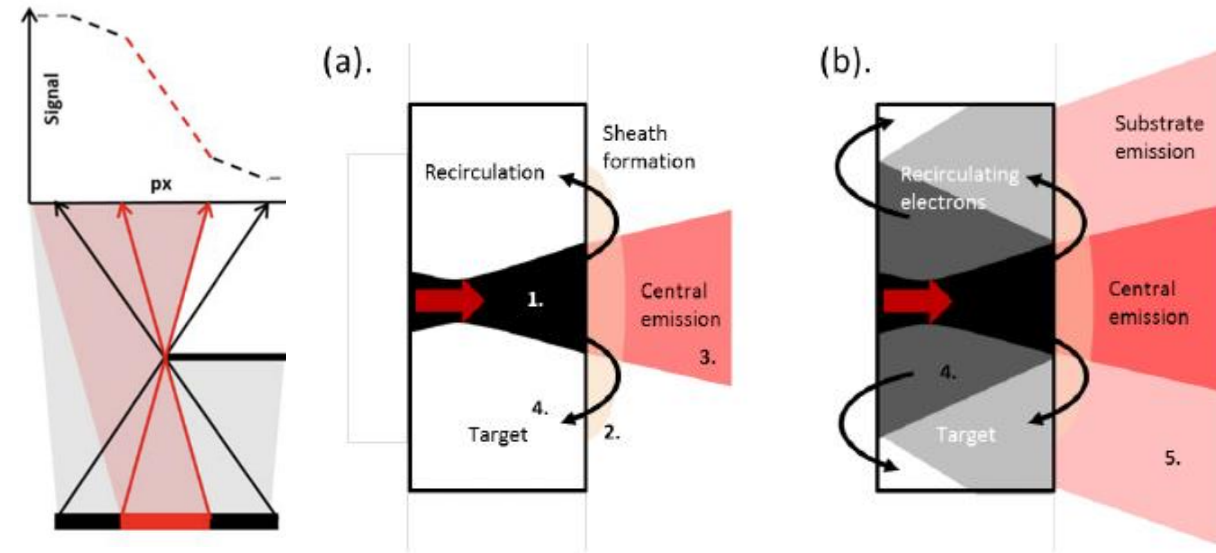 Signal
px
(a).
Sheath
formation
Recirculation
1.
Central
emission
3.
4.
Target
2.
(b).
Substrate
emission
Recirculating
electrons
Central
emission
4.
Target
5.